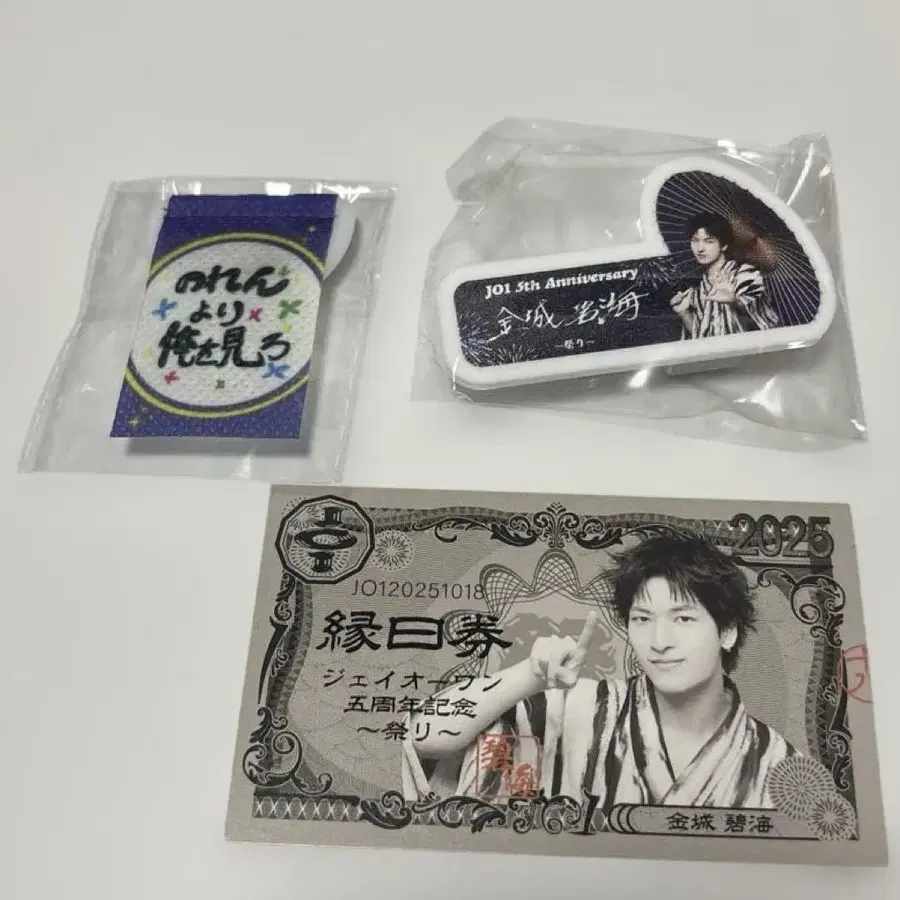 のれん
より
俺を見ろ
JO1 5th Anniversary
金城碧海
~祭り~
2025
JO120251018
縁日券
ジェイオーワン
五周年記念
~祭り~
金城 碧海